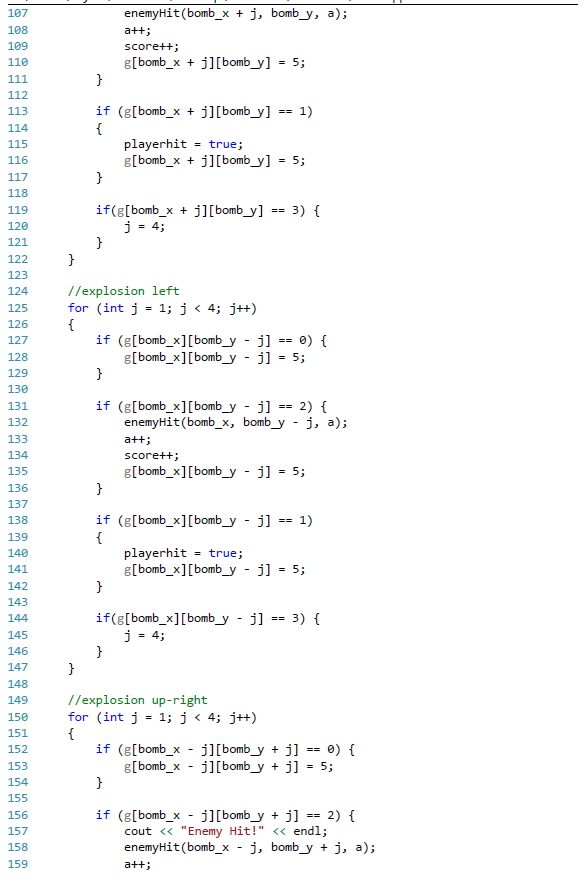 107 enemyHit(bomb_x + j, bomb_y, a);
108 a++;
109 score++;
110 g[bomb_x + j][bomb_y] = 5;
111 }
112
113 if (g[bomb_x + j][bomb_y] == 1)
114 {
115 playerhit = true;
116 g[bomb_x + j][bomb_y] = 5;
117 }
118
119 if(g[bomb_x + j][bomb_y] == 3) {
120 j = 4;
121 }
122 }
123
124 //explosion left
125 for (int j = 1; j < 4; j++)
126 {
127 if (g[bomb_x][bomb_y - j] == 0) {
128 g[bomb_x][bomb_y - j] = 5;
129 }
130
131 if (g[bomb_x][bomb_y - j] == 2) {
132 enemyHit(bomb_x, bomb_y - j, a);
133 a++;
134 score++;
135 g[bomb_x][bomb_y - j] = 5;
136 }
137
138 if (g[bomb_x][bomb_y - j] == 1)
139 {
140 playerhit = true;
141 g[bomb_x][bomb_y - j] = 5;
142 }
143
144 if(g[bomb_x][bomb_y - j] == 3) {
145 j = 4;
146 }
147 }
148
149 //explosion up-right
150 for (int j = 1; j < 4; j++)
151 {
152 if (g[bomb_x - j][bomb_y + j] == 0) {
153 g[bomb_x - j][bomb_y + j] = 5;
154 }
155
156 if (g[bomb_x - j][bomb_y + j] == 2) {
157 cout << "Enemy Hit!" << endl;
158 enemyHit(bomb_x - j, bomb_y + j, a);
159 a++;